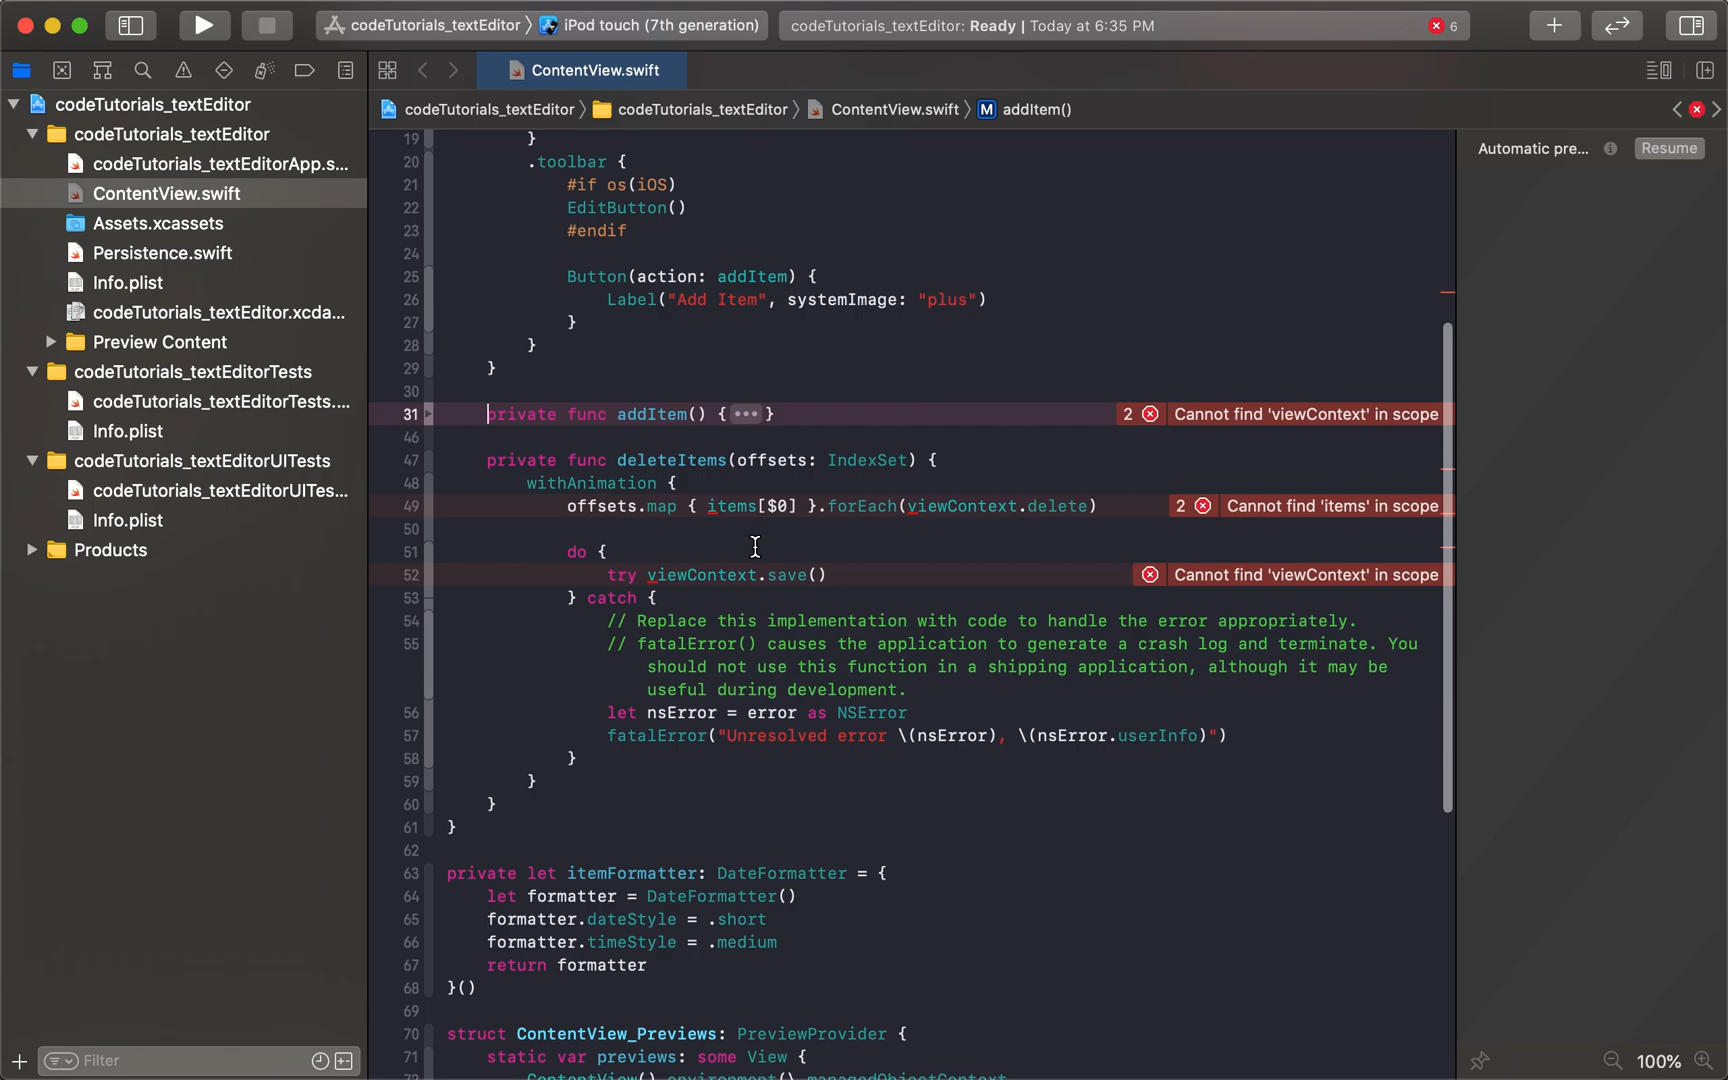 codeTutorials_textEditor 〉 iPod touch (7th generation)
codeTutorials_textEditor: Ready | Today at 6:35 PM
6
ContentView.swift
codeTutorials_textEditor 〉 codeTutorials_textEditor 〉 ContentView.swift 〉 M addItem()
codeTutorials_textEditor
codeTutorials_textEditor
codeTutorials_textEditorApp.s...
ContentView.swift
Assets.xcassets
Persistence.swift
Info.plist
codeTutorials_textEditor.xcda...
Preview Content
codeTutorials_textEditorTests
codeTutorials_textEditorTests....
Info.plist
codeTutorials_textEditorUITests
codeTutorials_textEditorUITes...
Info.plist
Products
Filter
19 }
20 .toolbar {
21 #if os(iOS)
22 EditButton()
23 #endif
24
25 Button(action: addItem) {
26 Label("Add Item", systemImage: "plus")
27 }
28 }
29 }
30
31 private func addItem() {•••} 2 Cannot find 'viewContext' in scope
46
47 private func deleteItems(offsets: IndexSet) {
48 withAnimation {
49 offsets.map { items[$0] }.forEach(viewContext.delete) 2 Cannot find 'items' in scope
50
51 do {
52 try viewContext.save() Cannot find 'viewContext' in scope
53 } catch {
54 // Replace this implementation with code to handle the error appropriately.
55 // fatalError() causes the application to generate a crash log and terminate. You
should not use this function in a shipping application, although it may be
useful during development.
56 let nsError = error as NSError
57 fatalError("Unresolved error \(nsError), \(nsError.userInfo)")
58 }
59 }
60 }
61 }
62
63 private let itemFormatter: DateFormatter = {
64 let formatter = DateFormatter()
65 formatter.dateStyle = .short
66 formatter.timeStyle = .medium
67 return formatter
68 }()
69
70 struct ContentView_Previews: PreviewProvider {
71 static var previews: some View {
Automatic pre... Resume
100%